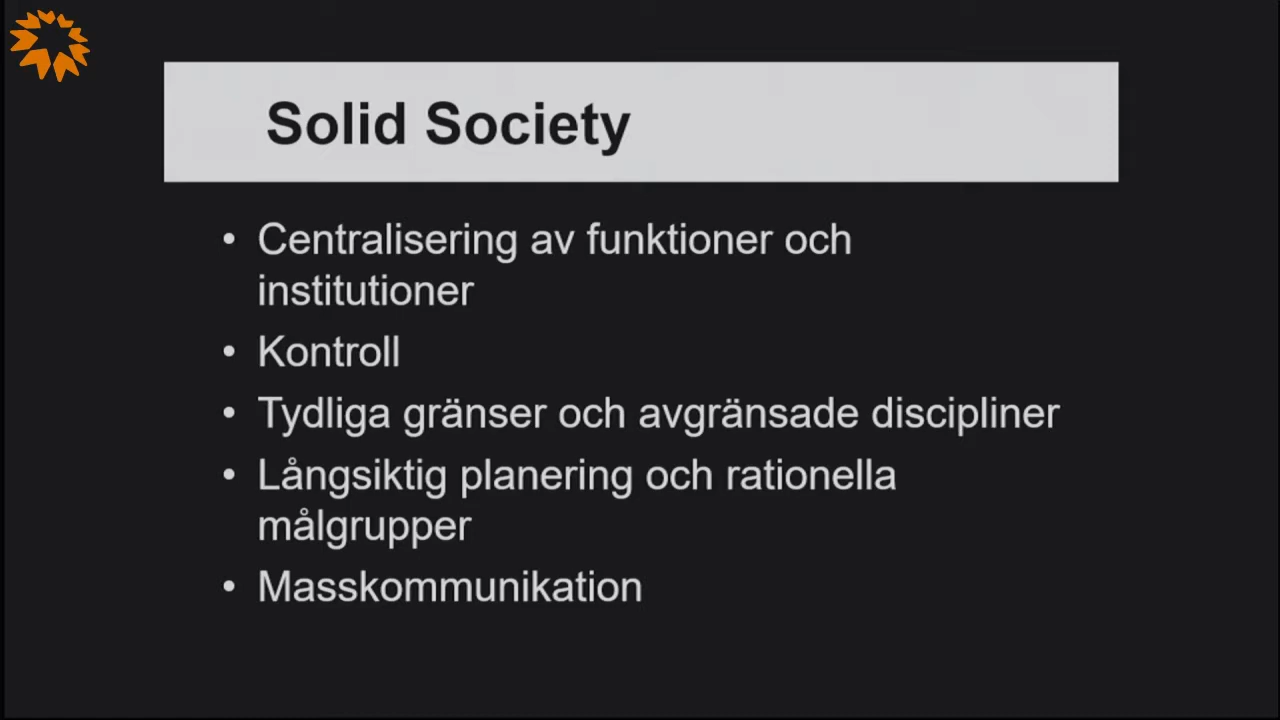 Solid Society
• Centralisering av funktioner och
institutioner
• Kontroll
• Tydliga gränser och avgränsade discipliner
• Långsiktig planering och rationella
målgrupper
• Masskommunikation